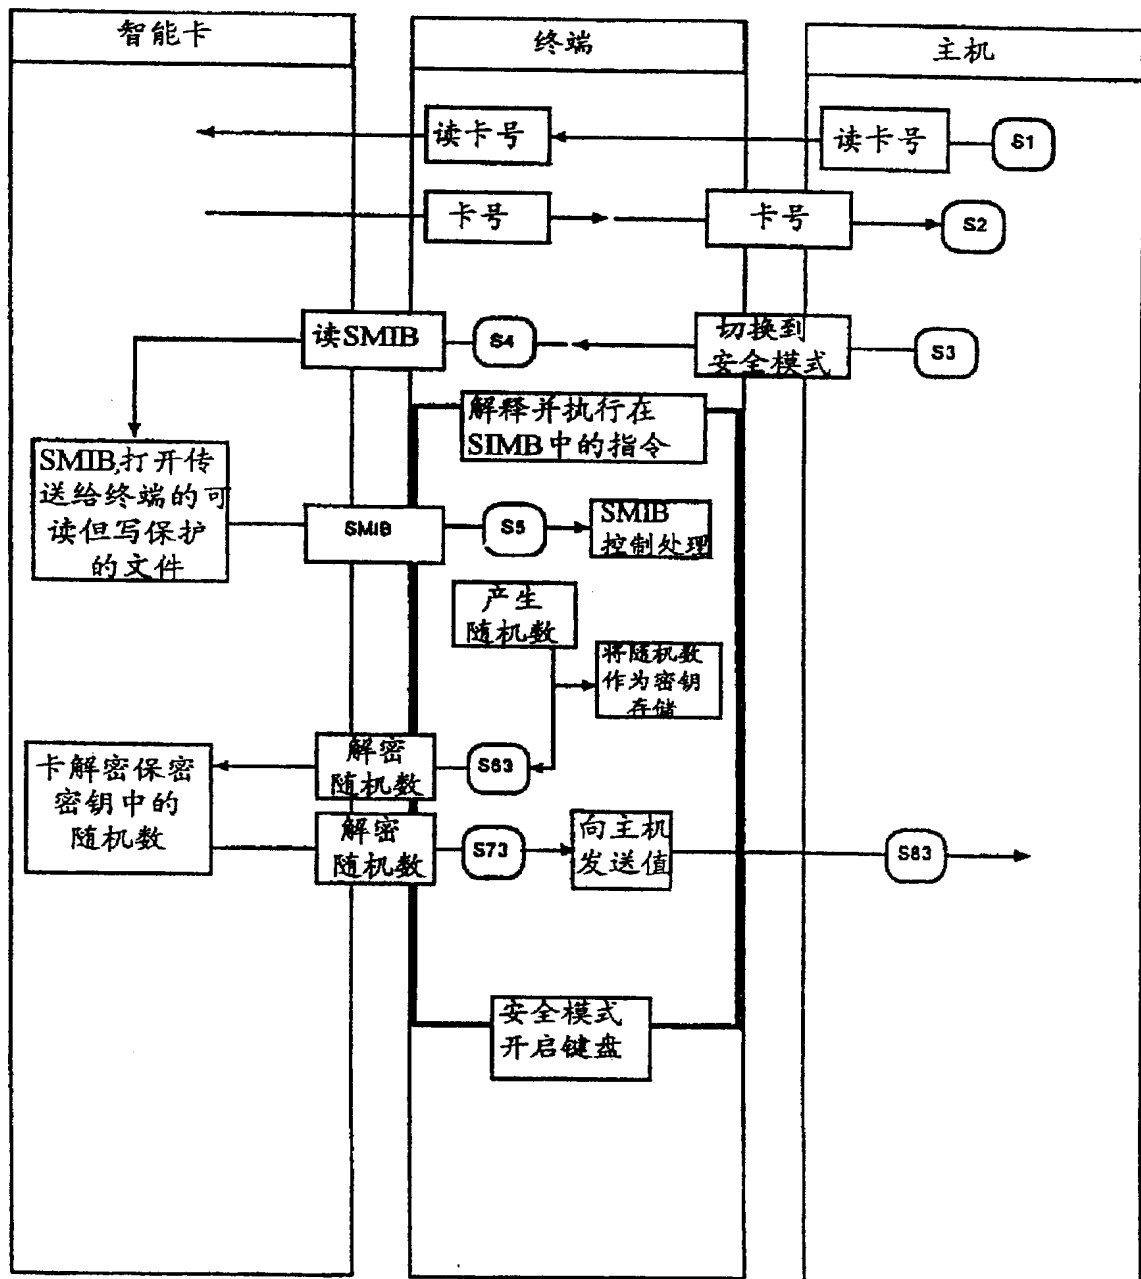 智能卡
终端
主机
读卡号
读卡号
S1
卡号
卡号
S2
读SMIB
S4
切换到
安全模式
S3
解释并执行在
SIMB中的指令
SMIB,打开传
送给终端的可
读但写保护
的文件
SMIB
S5
SMIB
控制处理
产生
随机数
将随机数
作为密钥
存储
卡解密保密
密钥中的
随机数
解密
随机数
S63
解密
随机数
S73
向主机
发送值
S83
安全模式
开启键盘